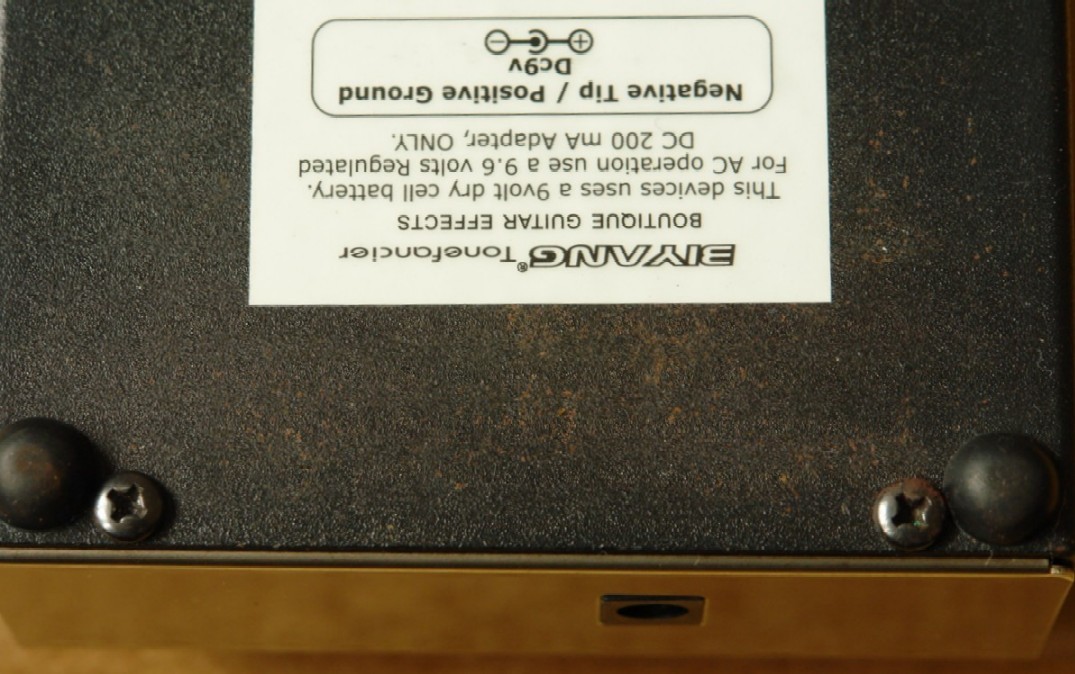 BIYANG® Tonefancier
BOUTIQUE GUITAR EFFECTS
This devices uses a 9volt dry cell battery.
For AC operation use a 9.6 volts Regulated
DC 200 mA Adapter, ONLY.
Negative Tip / Positive Ground
Dc9v
+ −